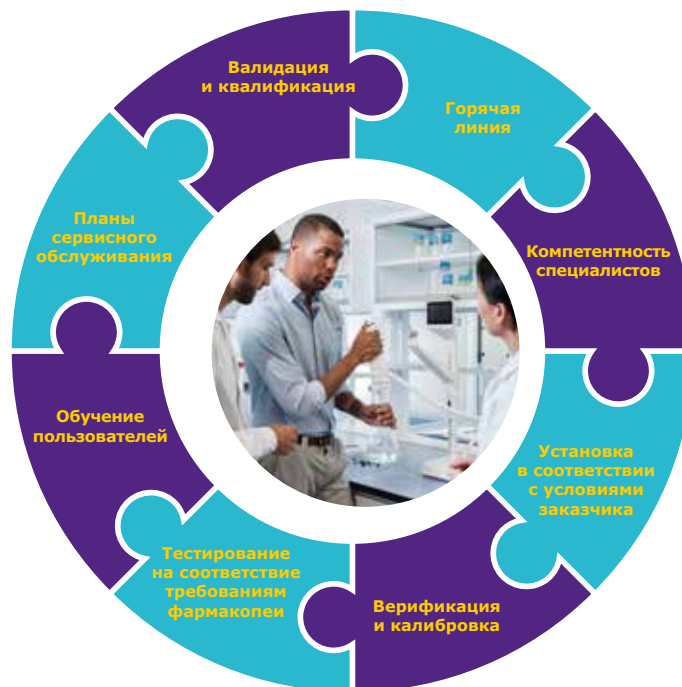 Валидация
и квалификация
Горячая
линия
Компетентность
специалистов
Установка
в соответствии
с условиями
заказчика
Верификация
и калибровка
Тестирование
на соответствие
требованиям
фармакопеи
Обучение
пользователей
Планы
сервисного
обслуживания